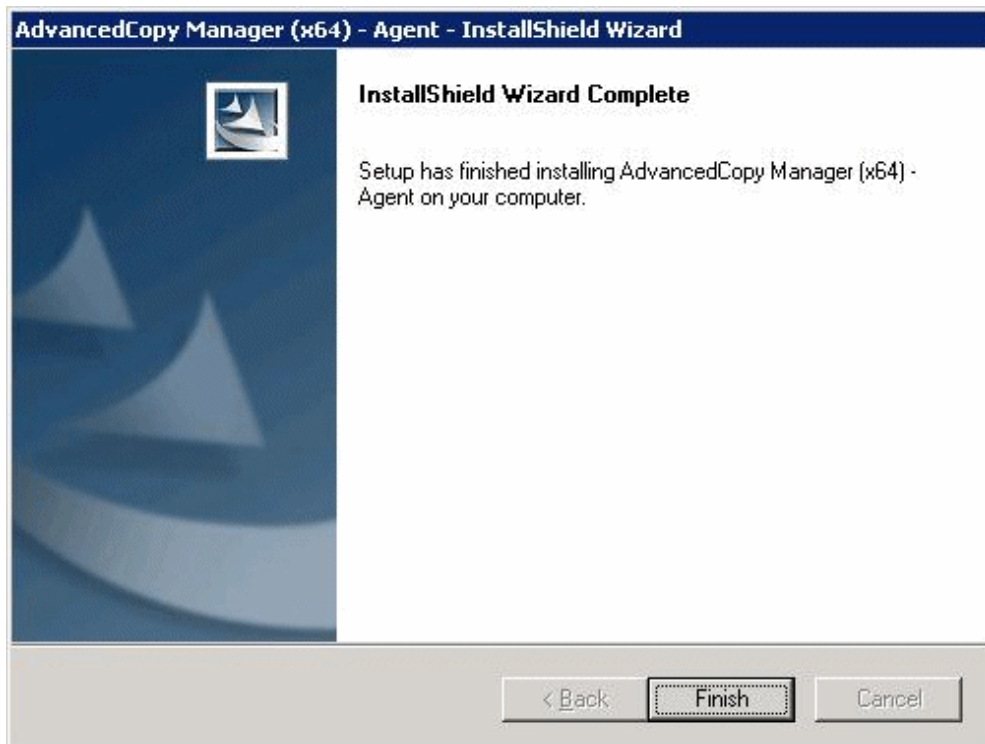 AdvancedCopy Manager (x64) - Agent - InstallShield Wizard
InstallShield Wizard Complete
Setup has finished installing AdvancedCopy Manager (x64) -
Agent on your computer.
< Back
Finish
Cancel